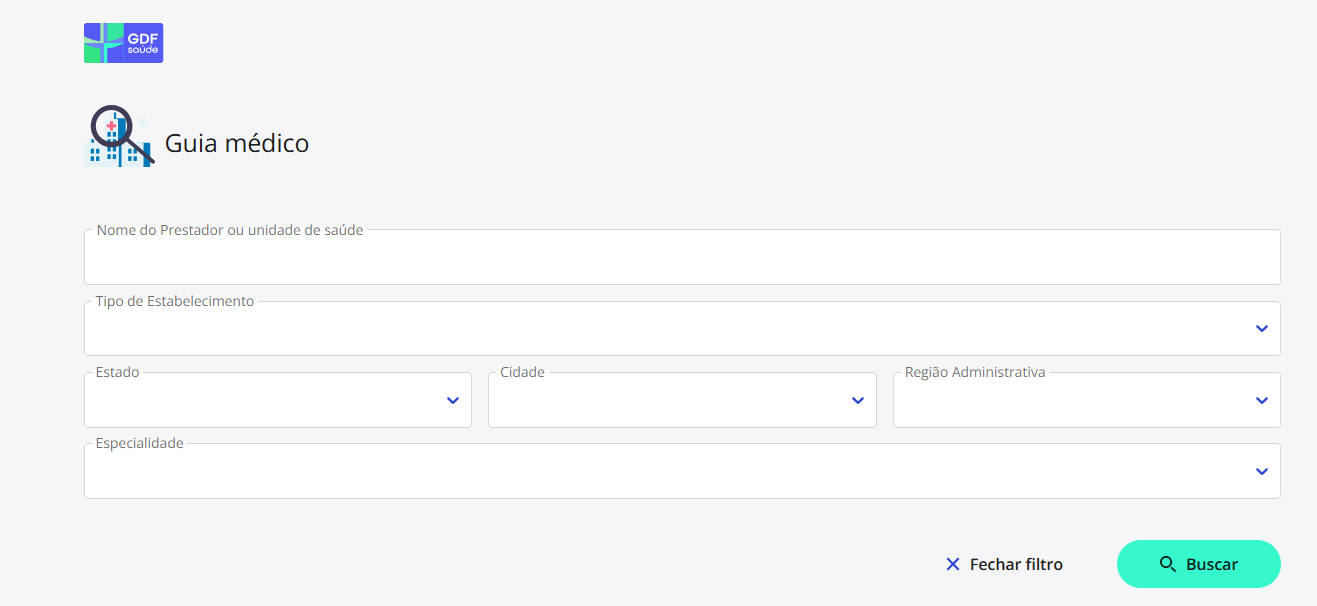 GDF
saúde
Guia médico
Nome do Prestador ou unidade de saúde
Tipo de Estabelecimento
Estado
Cidade
Região Administrativa
Especialidade
Fechar filtro
Buscar